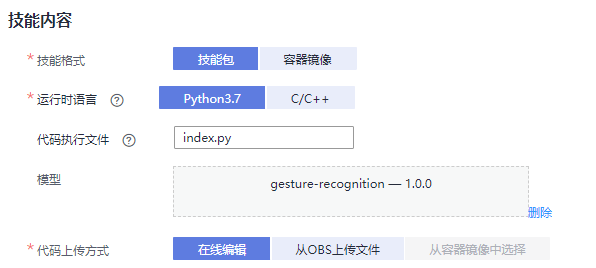 技能内容
* 技能格式 技能包 容器镜像
* 运行时语言 ? Python3.7 C/C++
代码执行文件 ? index.py
模型 gesture-recognition — 1.0.0
删除
* 代码上传方式 在线编辑 从OBS上传文件 从容器镜像中选择